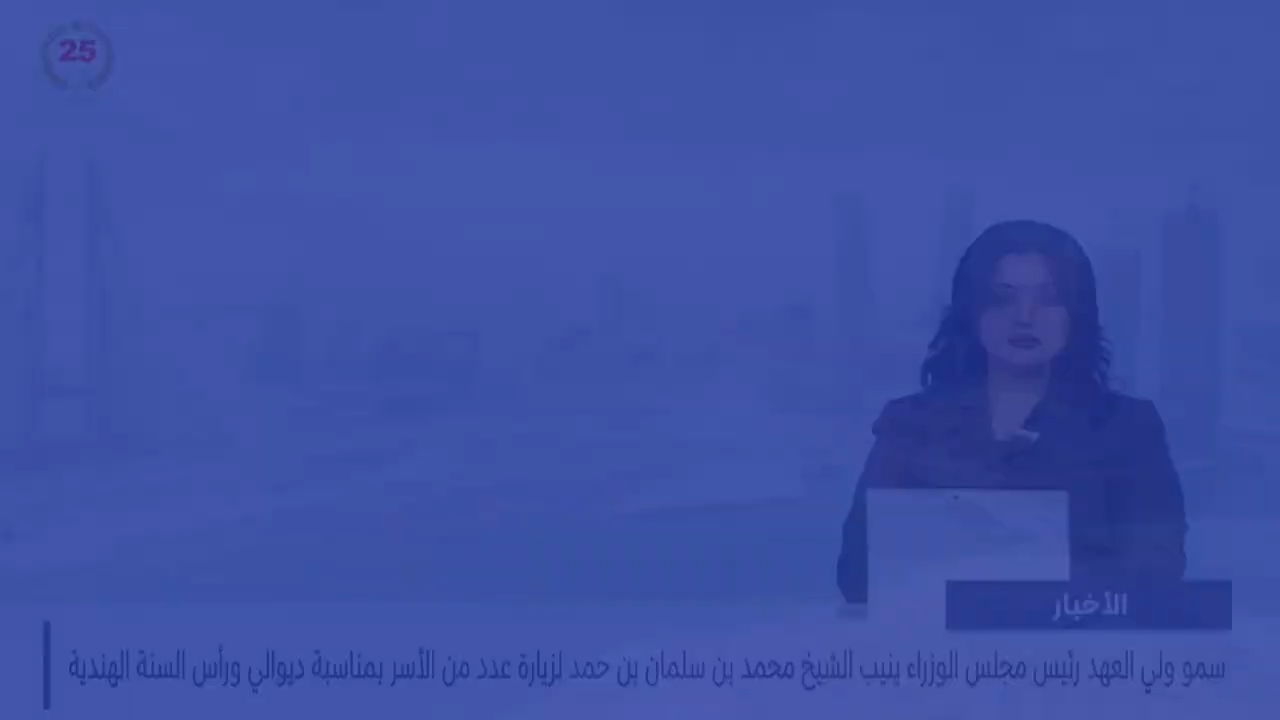 25
الأخبار
سمو ولي العهد رئيس مجلس الوزراء ينيب الشيخ محمد بن سلمان بن حمد لزيارة عدد من الأسر بمناسبة ديوالي ورأس السنة الهندية